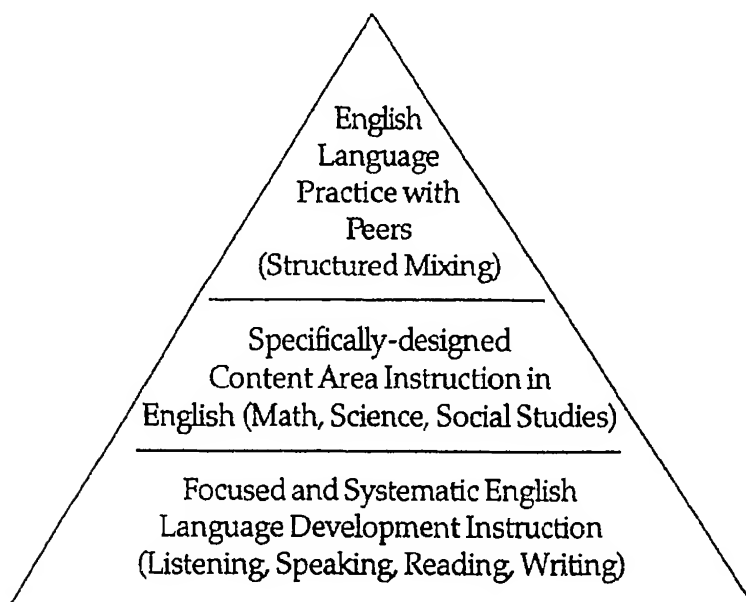 English
Language
Practice with
Peers
(Structured Mixing)
Specifically-designed
Content Area Instruction in
English (Math, Science, Social Studies)
Focused and Systematic English
Language Development Instruction
(Listening, Speaking, Reading, Writing)